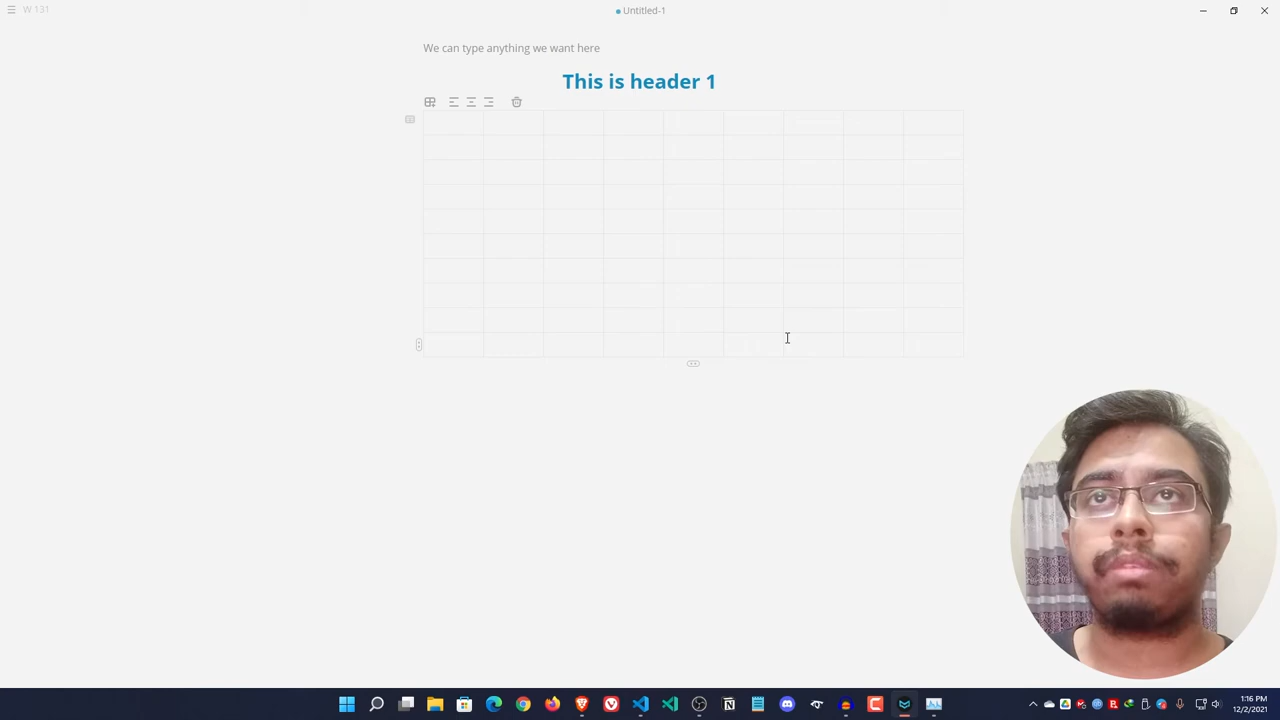 W 131
Untitled-1
We can type anything we want here
This is header 1
1:16 PM
12/2/2021